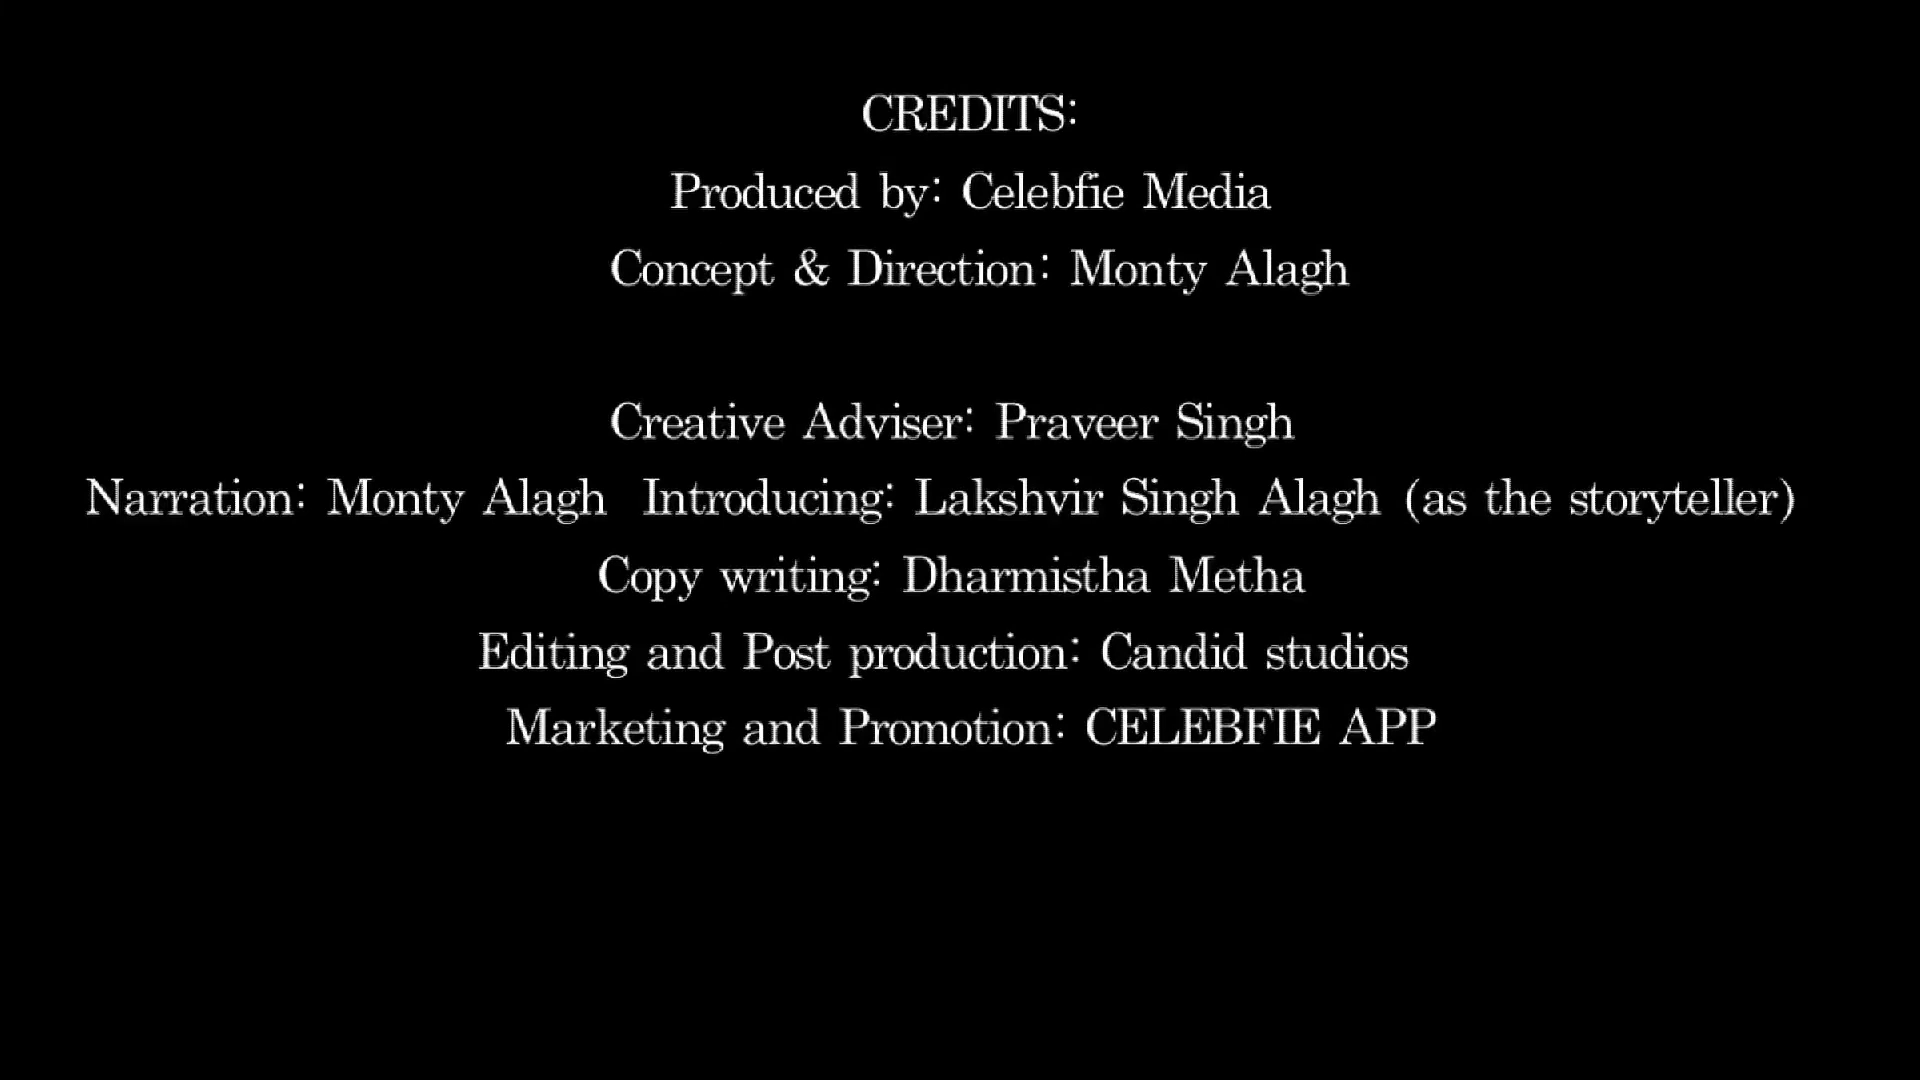 CREDITS:
Produced by: Celebfie Media
Concept & Direction: Monty Alagh
Creative Adviser: Praveer Singh
Narration: Monty Alagh Introducing: Lakshvir Singh Alagh (as the storyteller)
Copy writing: Dharmistha Metha
Editing and Post production: Candid studios
Marketing and Promotion: CELEBFIE APP